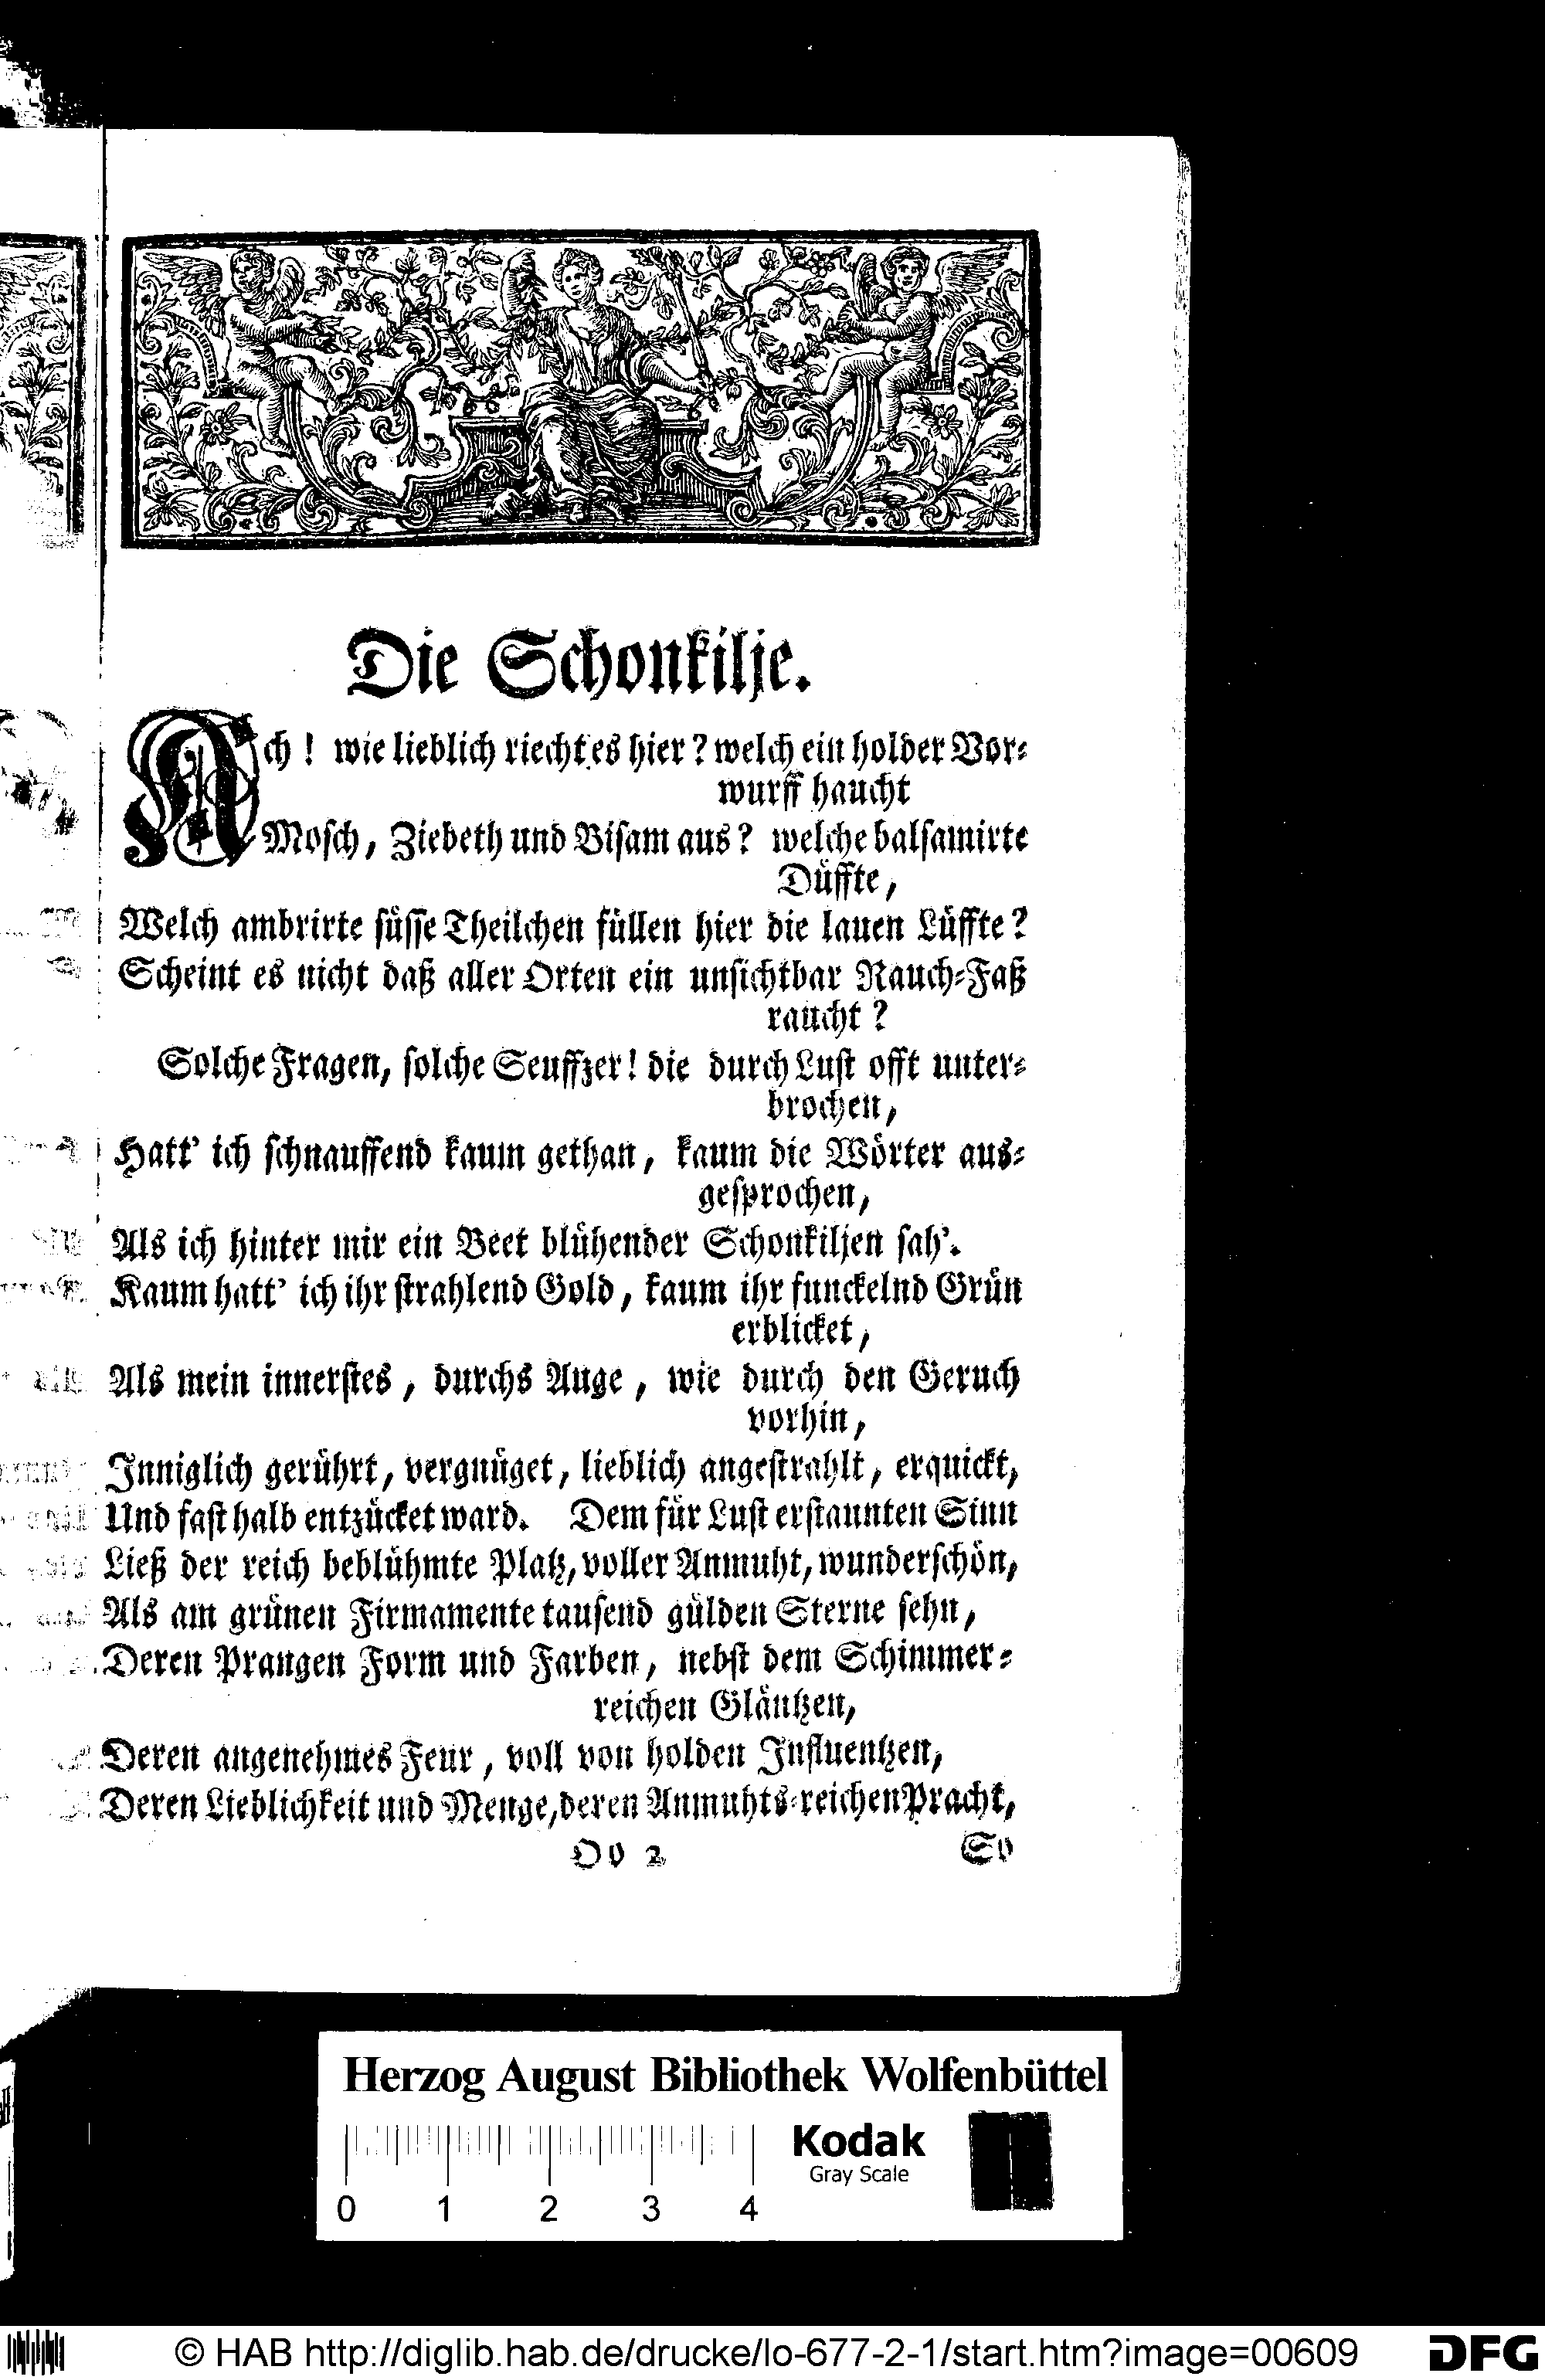 Die Schonkilje.
Ach! wie lieblich riecht es hier? welch ein holder Vor⸗
wurff haucht
Mosch, Ziebeth und Bisam aus? welche balsamirte
Düffte,
Welch ambrirte süsse Theilchen füllen hier die lauen Lüffte?
Scheint es nicht daß aller Orten ein unsichtbar Rauch⸗Faß
raucht?
Solche Fragen, solche Seuffzer! die durch Lust offt unter⸗
brochen,
Hatt' ich schnauffend kaum gethan, kaum die Wörter aus⸗
gesprochen,
Als ich hinter mir ein Beet blühender Schonkiljen sah'.
Kaum hatt' ich ihr strahlend Gold, kaum ihr funckelnd Grün
erblicket,
Als mein innerstes, durchs Auge, wie durch den Geruch
vorhin,
Inniglich gerührt, vergnüget, lieblich angestrahlt, erquickt,
Und fast halb entzücket ward. Dem für Lust erstaunten Sinn
Ließ der reich beblühmte Platz, voller Anmuht, wunderschön,
Als am grünen Firmamente tausend gülden Sterne sehn,
Deren Prangen Form und Farben, nebst dem Schimmer⸗
reichen Gläntzen,
Deren angenehmes Feur, voll von holden Influentzen,
Deren Lieblichkeit und Menge, deren Anmuhts⸗reichen Pracht,
Oo 2 So
Herzog August Bibliothek Wolfenbüttel
Kodak
Gray Scale
0 1 2 3 4
© HAB http://diglib.hab.de/drucke/lo-677-2-1/start.htm?image=00609 DFG